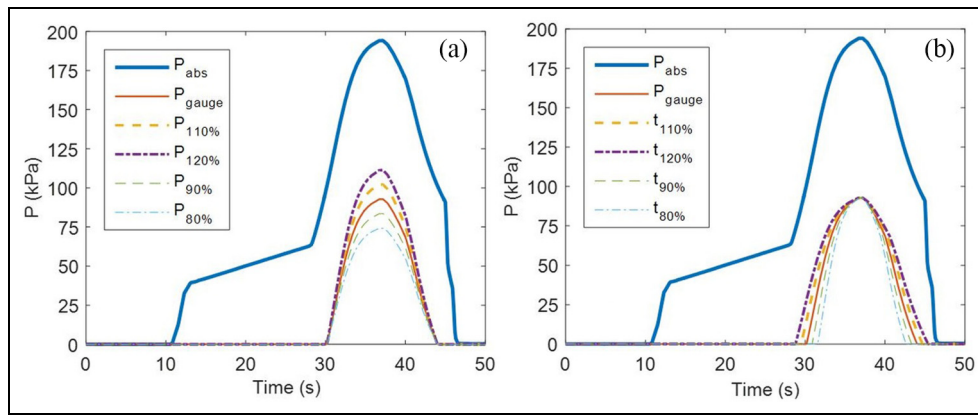 (a)
200
175
150
125
100
75
50
25
0
P (kPa)
P_abs
P_gauge
P_110%
P_120%
P_90%
P_80%
0 10 20 30 40 50
Time (s)
(b)
200
175
150
125
100
75
50
25
0
P (kPa)
P_abs
P_gauge
t_110%
t_120%
t_90%
t_80%
0 10 20 30 40 50
Time (s)